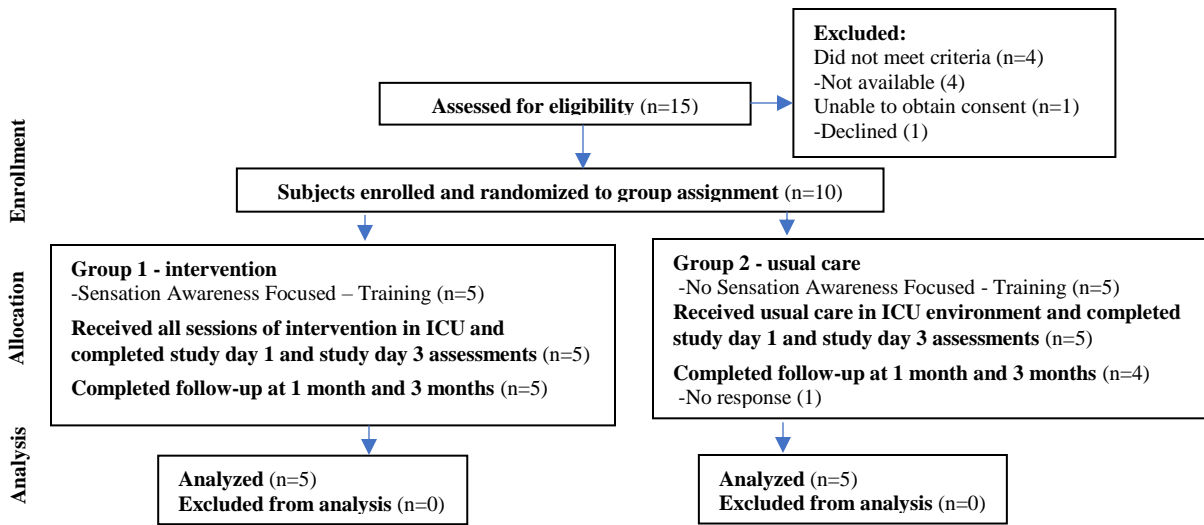 Excluded:
Did not meet criteria (n=4)
-Not available (4)
Unable to obtain consent (n=1)
-Declined (1)
Assessed for eligibility (n=15)
Enrollment
Subjects enrolled and randomized to group assignment (n=10)
Allocation
Group 1 - intervention
-Sensation Awareness Focused – Training (n=5)
Received all sessions of intervention in ICU and
completed study day 1 and study day 3 assessments (n=5)
Completed follow-up at 1 month and 3 months (n=5)
Group 2 - usual care
-No Sensation Awareness Focused - Training (n=5)
Received usual care in ICU environment and completed
study day 1 and study day 3 assessments (n=5)
Completed follow-up at 1 month and 3 months (n=4)
-No response (1)
Analysis
Analyzed (n=5)
Excluded from analysis (n=0)
Analyzed (n=5)
Excluded from analysis (n=0)